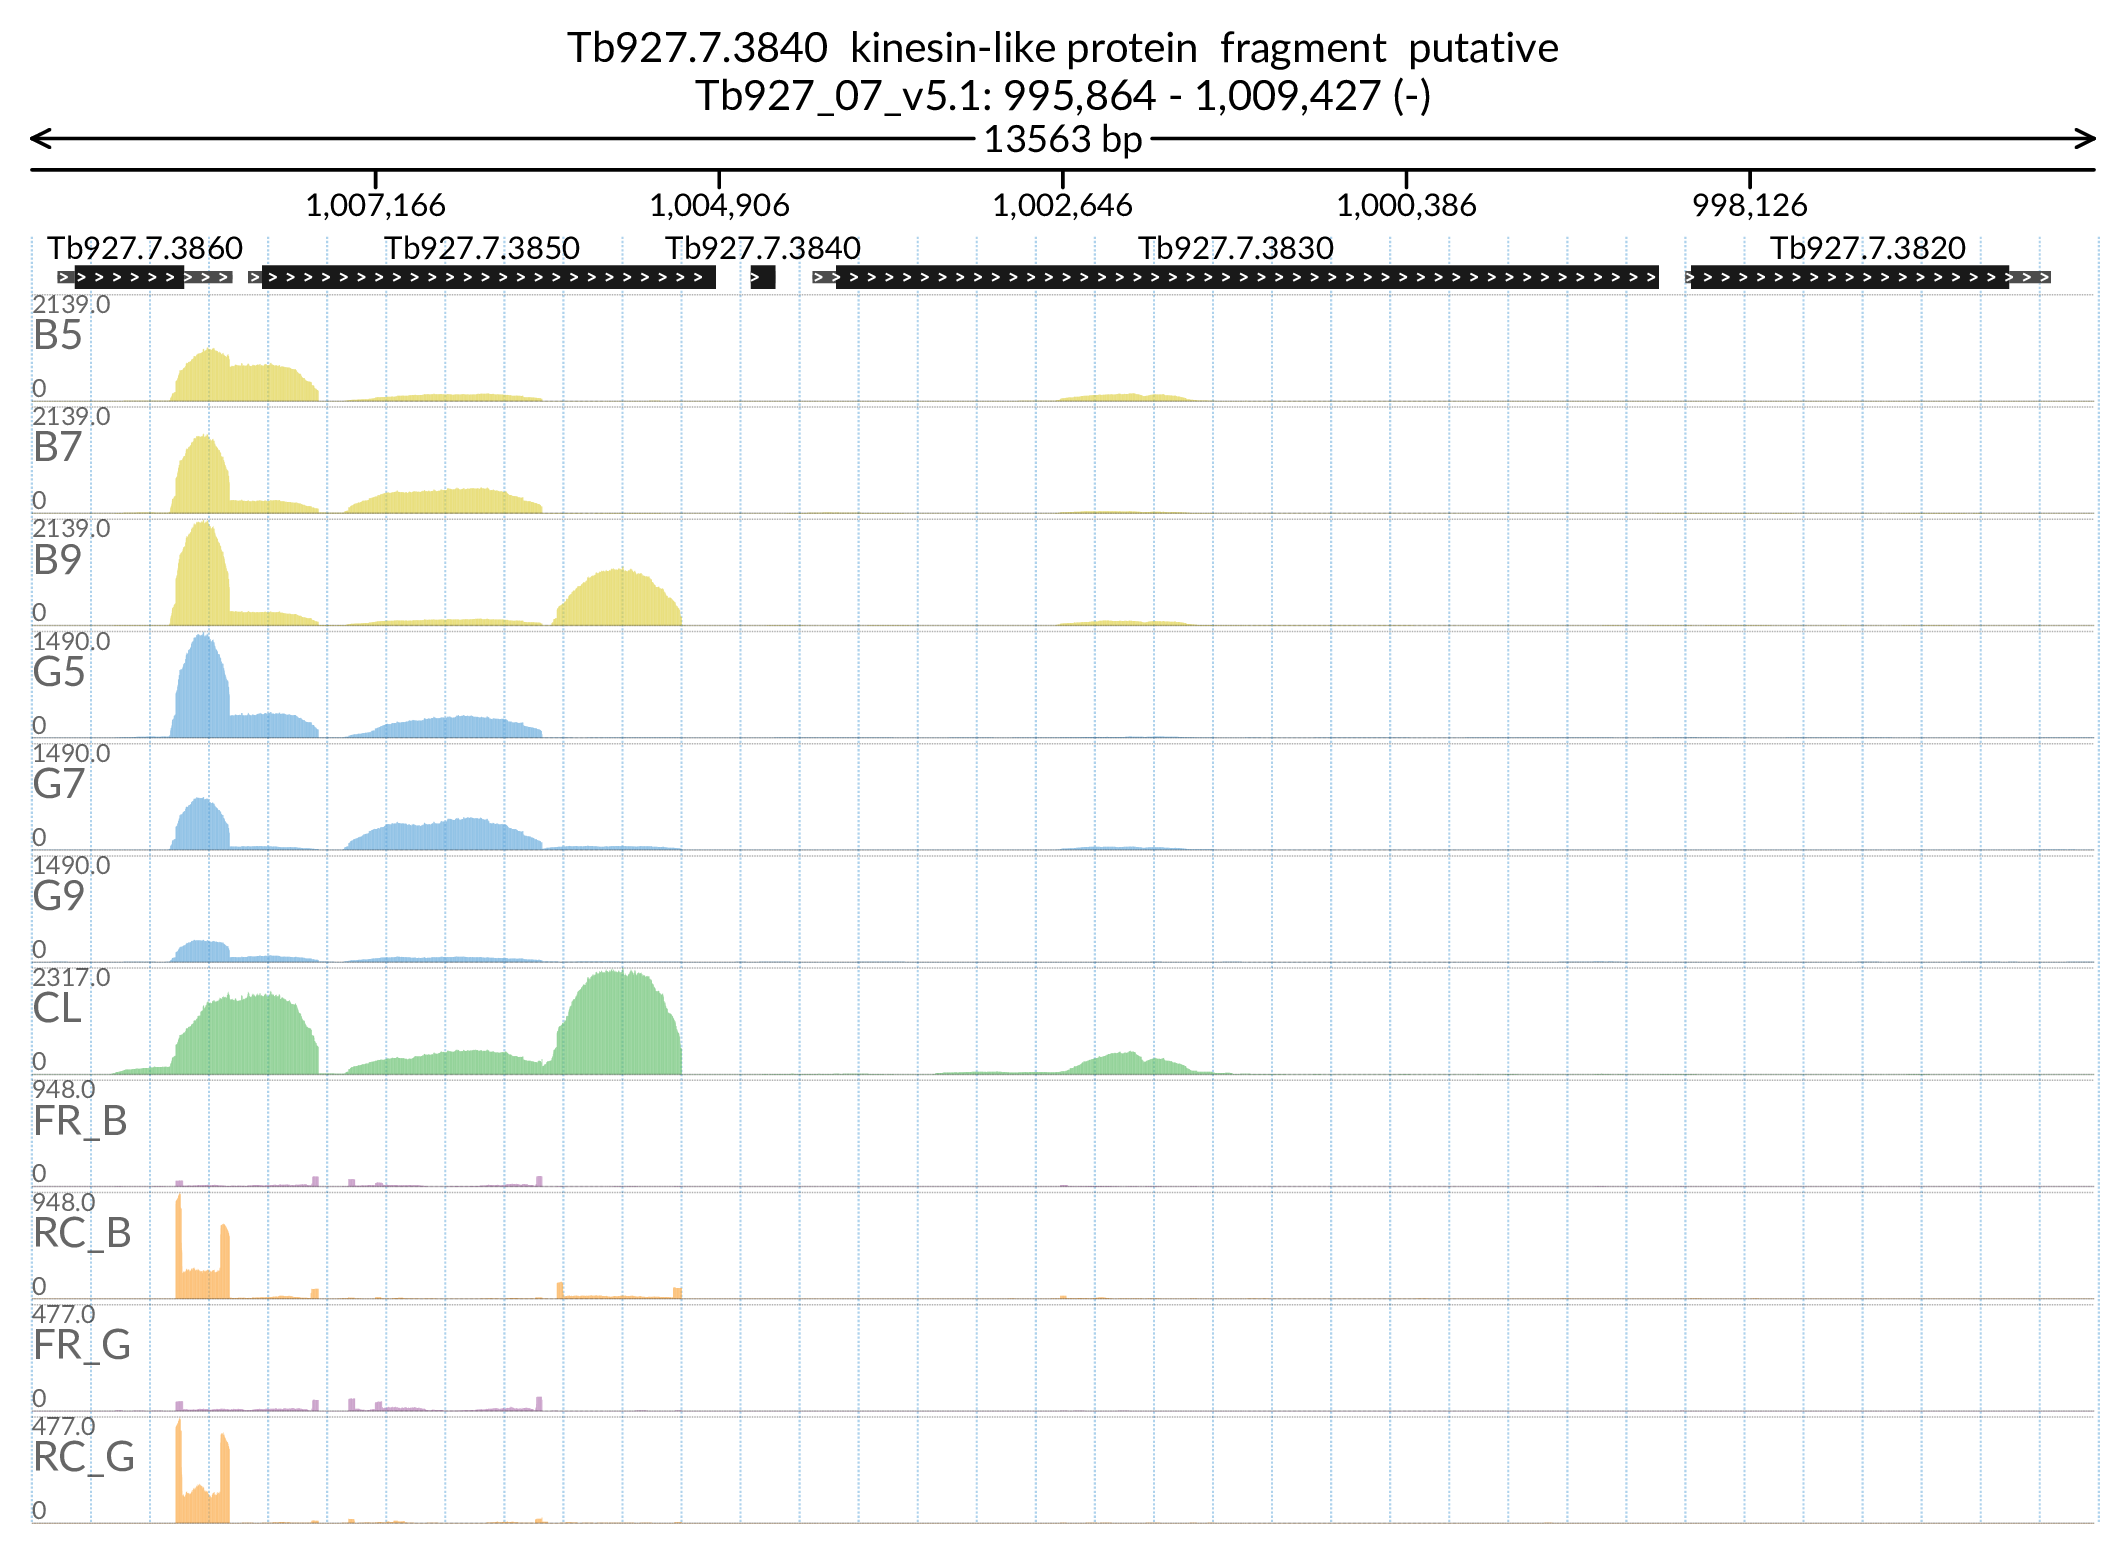 Tb927.7.3840 kinesin-like protein fragment putative
Tb927_07_v5.1: 995,864 - 1,009,427 (-)
13563 bp
1,007,166 1,004,906 1,002,646 1,000,386 998,126
Tb927.7.3860 Tb927.7.3850 Tb927.7.3840 Tb927.7.3830 Tb927.7.3820
2139.0
B5
0
2139.0
B7
0
2139.0
B9
0
1490.0
G5
0
1490.0
G7
0
1490.0
G9
0
2317.0
CL
0
948.0
FR_B
0
948.0
RC_B
0
477.0
FR_G
0
477.0
RC_G
0